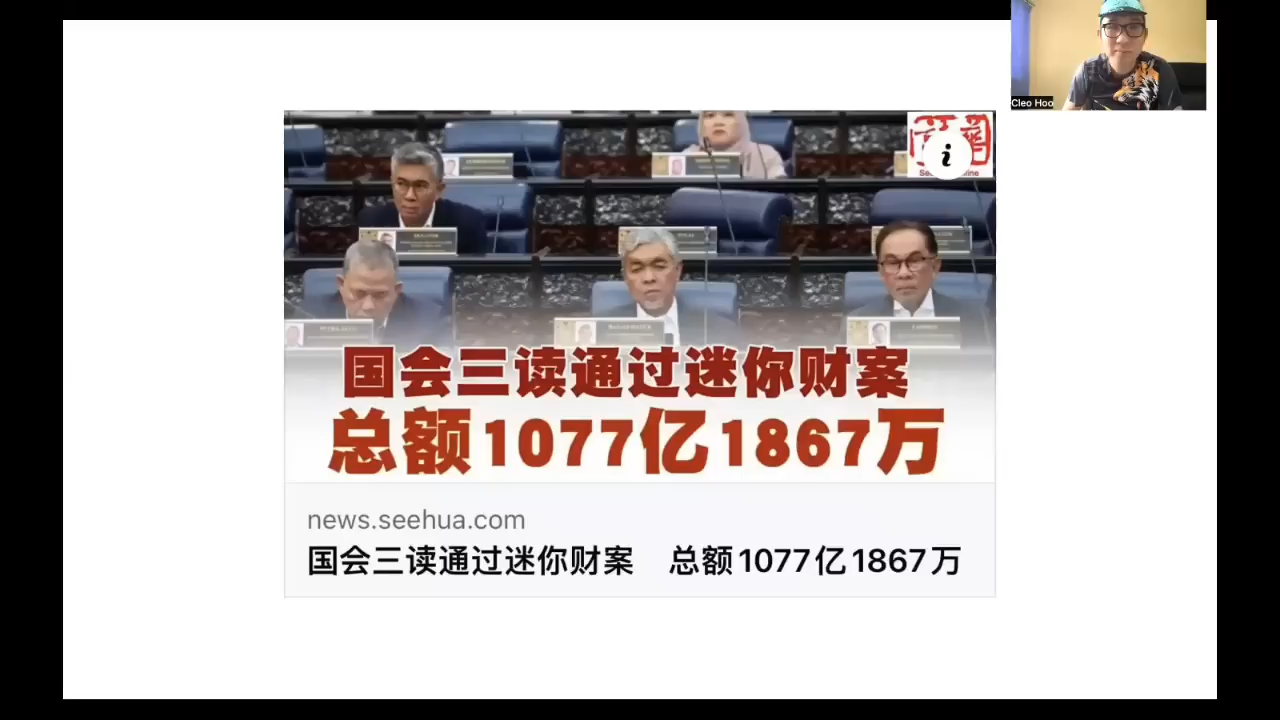 Cleo Hoo
i
国会三读通过迷你财案
总额1077亿1867万
news.seehua.com
国会三读通过迷你财案 总额1077亿1867万